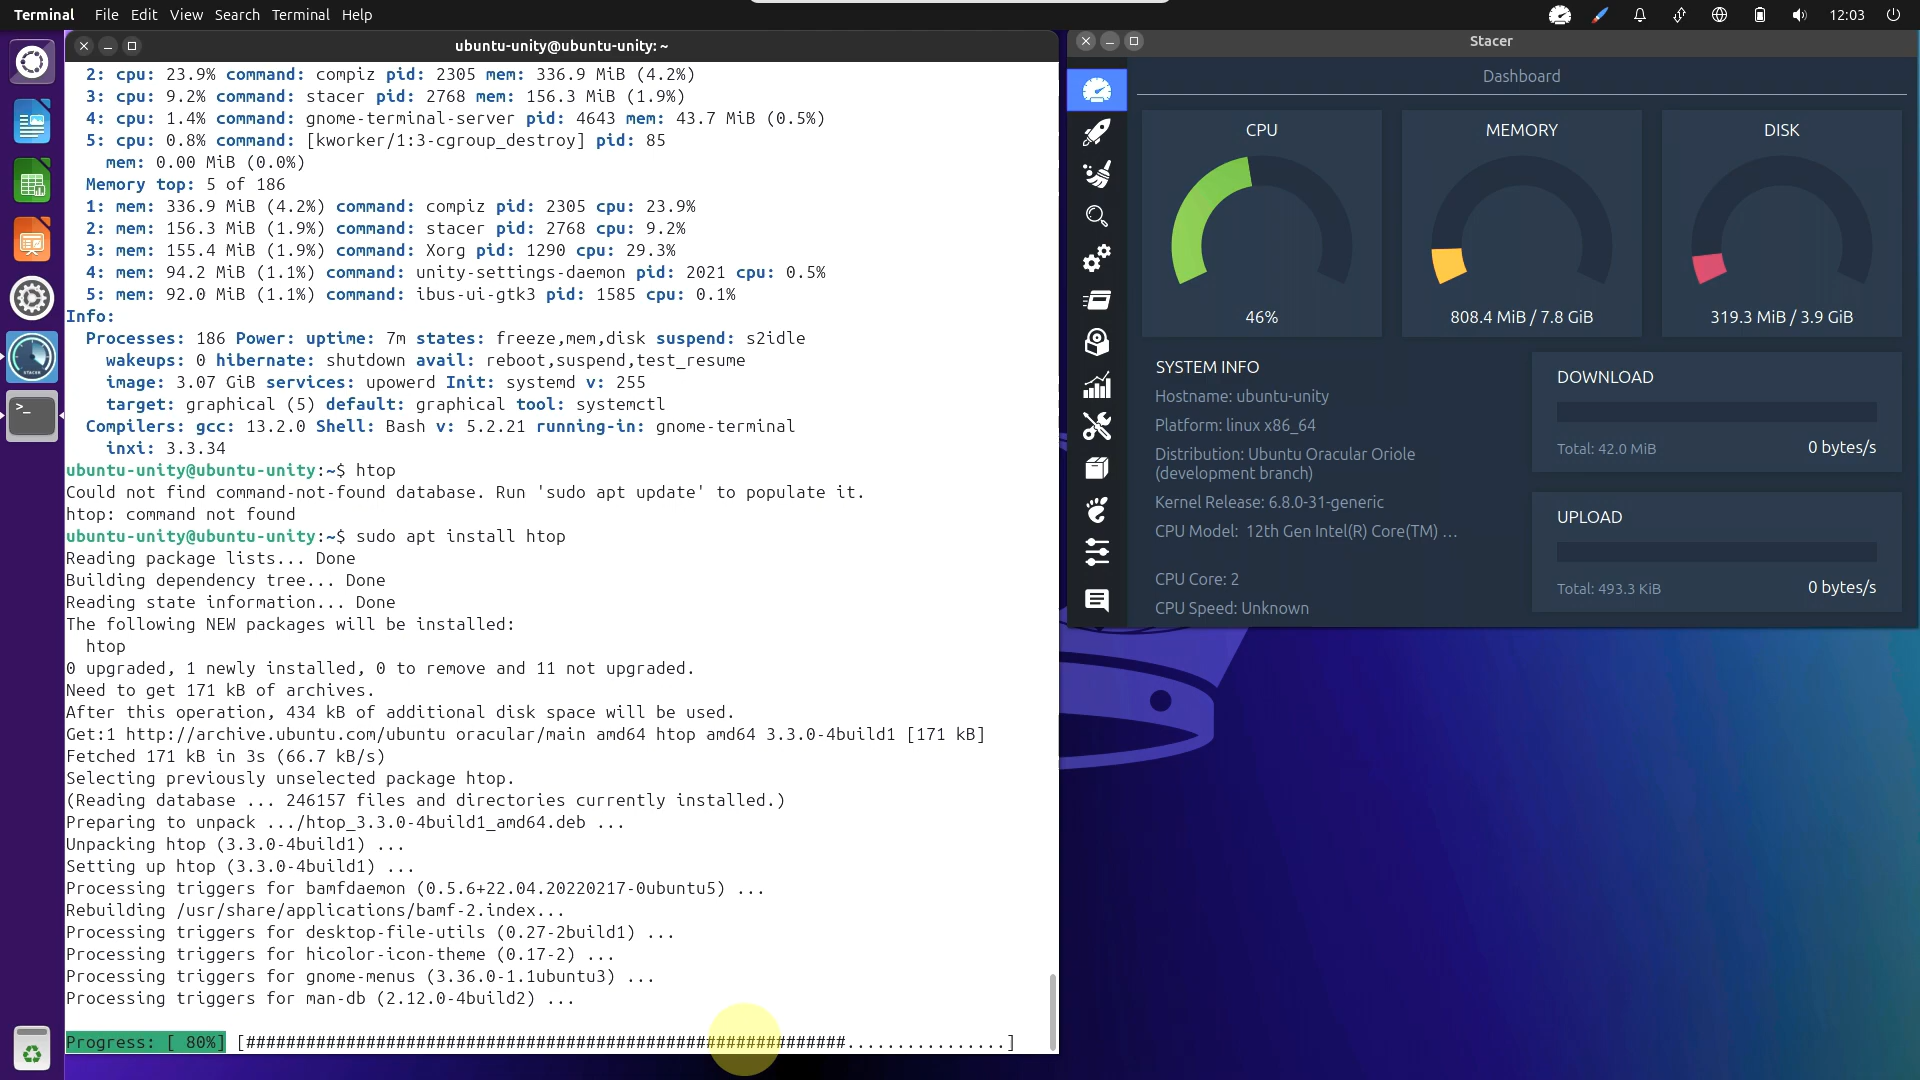 Terminal File Edit View Search Terminal Help
12:03
ubuntu-unity@ubuntu-unity: ~
2: cpu: 23.9% command: compiz pid: 2305 mem: 336.9 MiB (4.2%)
3: cpu: 9.2% command: stacer pid: 2768 mem: 156.3 MiB (1.9%)
4: cpu: 1.4% command: gnome-terminal-server pid: 4643 mem: 43.7 MiB (0.5%)
5: cpu: 0.8% command: [kworker/1:3-cgroup_destroy] pid: 85
mem: 0.00 MiB (0.0%)
Memory top: 5 of 186
1: mem: 336.9 MiB (4.2%) command: compiz pid: 2305 cpu: 23.9%
2: mem: 156.3 MiB (1.9%) command: stacer pid: 2768 cpu: 9.2%
3: mem: 155.4 MiB (1.9%) command: Xorg pid: 1290 cpu: 29.3%
4: mem: 94.2 MiB (1.1%) command: unity-settings-daemon pid: 2021 cpu: 0.5%
5: mem: 92.0 MiB (1.1%) command: ibus-ui-gtk3 pid: 1585 cpu: 0.1%
Info:
Processes: 186 Power: uptime: 7m states: freeze,mem,disk suspend: s2idle
wakeups: 0 hibernate: shutdown avail: reboot,suspend,test_resume
image: 3.07 GiB services: upowerd Init: systemd v: 255
target: graphical (5) default: graphical tool: systemctl
Compilers: gcc: 13.2.0 Shell: Bash v: 5.2.21 running-in: gnome-terminal
inxi: 3.3.34
ubuntu-unity@ubuntu-unity:~$ htop
Could not find command-not-found database. Run 'sudo apt update' to populate it.
htop: command not found
ubuntu-unity@ubuntu-unity:~$ sudo apt install htop
Reading package lists... Done
Building dependency tree... Done
Reading state information... Done
The following NEW packages will be installed:
htop
0 upgraded, 1 newly installed, 0 to remove and 11 not upgraded.
Need to get 171 kB of archives.
After this operation, 434 kB of additional disk space will be used.
Get:1 http://archive.ubuntu.com/ubuntu oracular/main amd64 htop amd64 3.3.0-4build1 [171 kB]
Fetched 171 kB in 3s (66.7 kB/s)
Selecting previously unselected package htop.
(Reading database ... 246157 files and directories currently installed.)
Preparing to unpack .../htop_3.3.0-4build1_amd64.deb ...
Unpacking htop (3.3.0-4build1) ...
Setting up htop (3.3.0-4build1) ...
Processing triggers for bamfdaemon (0.5.6+22.04.20220217-0ubuntu5) ...
Rebuilding /usr/share/applications/bamf-2.index...
Processing triggers for desktop-file-utils (0.27-2build1) ...
Processing triggers for hicolor-icon-theme (0.17-2) ...
Processing triggers for gnome-menus (3.36.0-1.1ubuntu3) ...
Processing triggers for man-db (2.12.0-4build2) ...
Progress: [ 80%] [############################################################................]
Stacer
Dashboard
CPU
46%
MEMORY
808.4 MiB / 7.8 GiB
DISK
319.3 MiB / 3.9 GiB
SYSTEM INFO
Hostname: ubuntu-unity
Platform: linux x86_64
Distribution: Ubuntu Oracular Oriole
(development branch)
Kernel Release: 6.8.0-31-generic
CPU Model: 12th Gen Intel(R) Core(TM) ...
CPU Core: 2
CPU Speed: Unknown
DOWNLOAD
Total: 42.0 MiB 0 bytes/s
UPLOAD
Total: 493.3 KiB 0 bytes/s